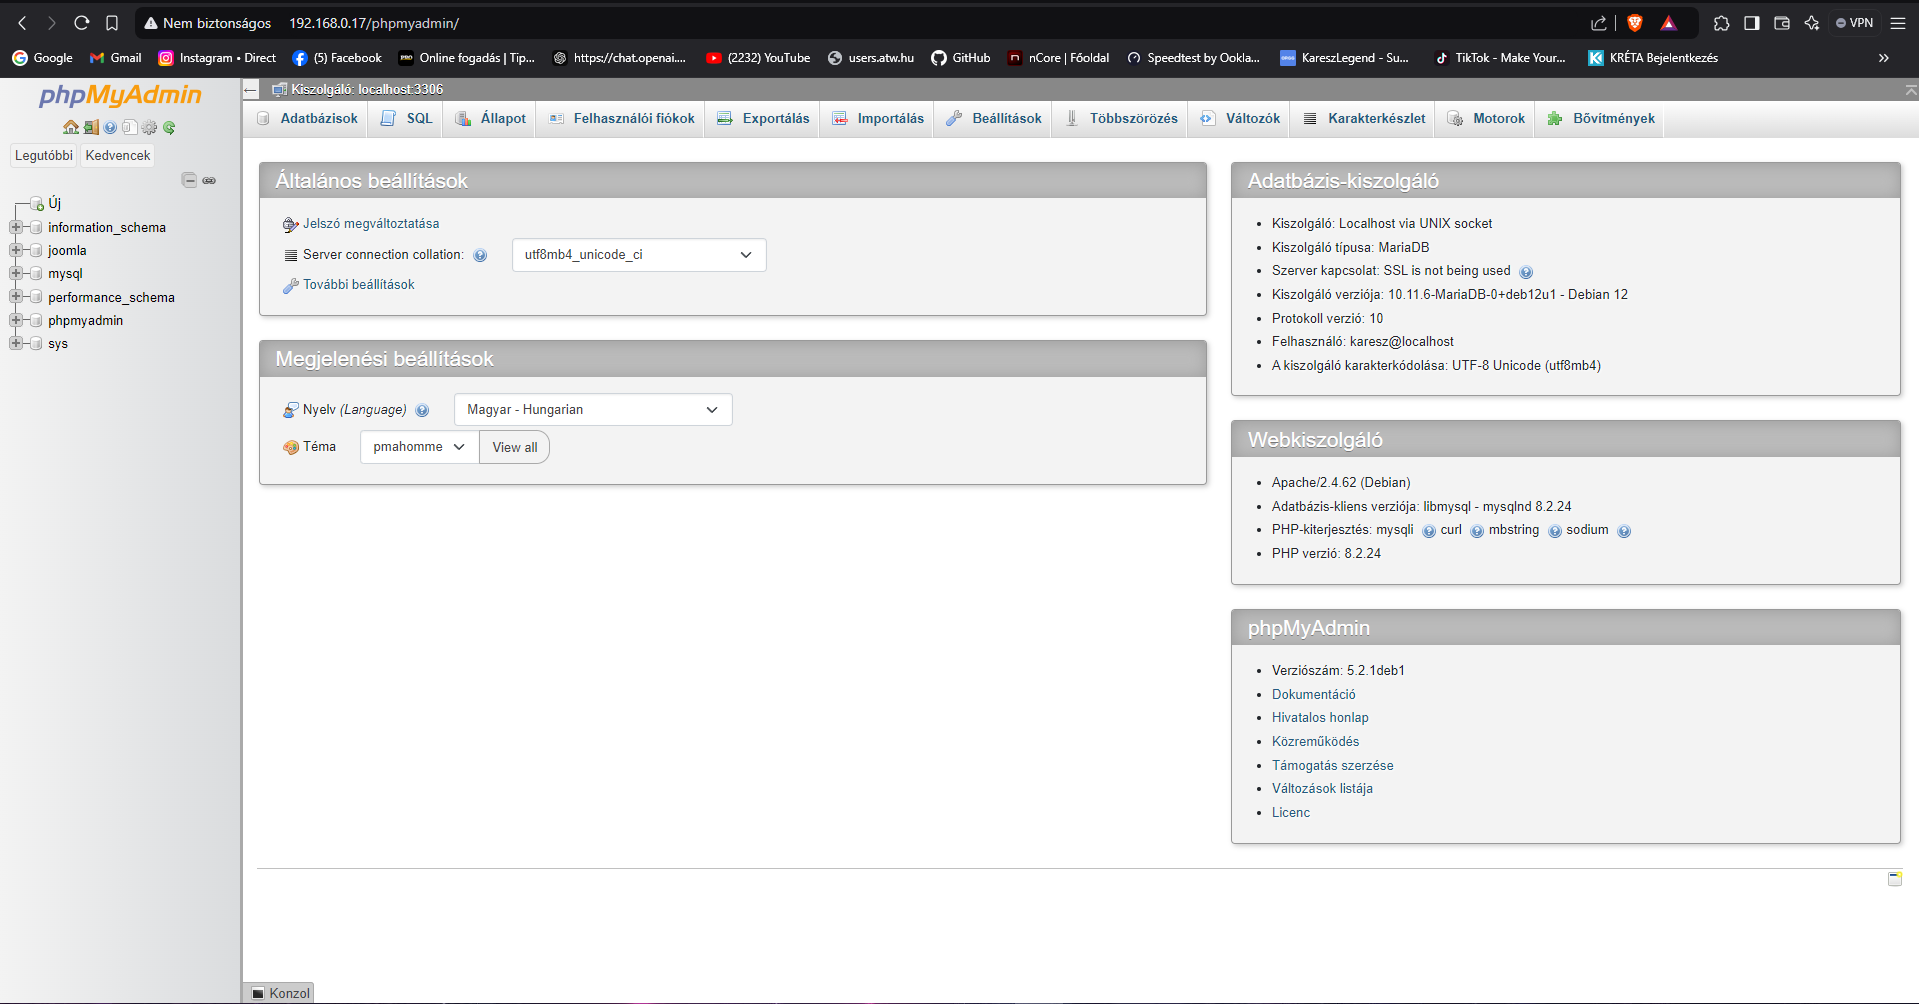 Nem biztonságos 192.168.0.17/phpmyadmin/ VPN
Google Gmail Instagram • Direct (5) Facebook Online fogadás | Tip... https://chat.openai.... (2232) YouTube users.atw.hu GitHub nCore | Főoldal Speedtest by Ookla... KareszLegend - Su... TikTok - Make Your... KRÉTA Bejelentkezés
phpMyAdmin
Legutóbbi Kedvencek
Új
information_schema
joomla
mysql
performance_schema
phpmyadmin
sys
Kiszolgáló: localhost:3306
Adatbázisok SQL Állapot Felhasználói fiókok Exportálás Importálás Beállítások Többszörözés Változók Karakterkészlet Motorok Bővítmények
Általános beállítások
Jelszó megváltoztatása
Server connection collation: utf8mb4_unicode_ci
További beállítások
Megjelenési beállítások
Nyelv (Language) Magyar - Hungarian
Téma pmahomme View all
Adatbázis-kiszolgáló
Kiszolgáló: Localhost via UNIX socket
Kiszolgáló típusa: MariaDB
Szerver kapcsolat: SSL is not being used
Kiszolgáló verziója: 10.11.6-MariaDB-0+deb12u1 - Debian 12
Protokoll verzió: 10
Felhasználó: karesz@localhost
A kiszolgáló karakterkódolása: UTF-8 Unicode (utf8mb4)
Webkiszolgáló
Apache/2.4.62 (Debian)
Adatbázis-kliens verziója: libmysql - mysqlnd 8.2.24
PHP-kiterjesztés: mysqli curl mbstring sodium
PHP verzió: 8.2.24
phpMyAdmin
Verziószám: 5.2.1deb1
Dokumentáció
Hivatalos honlap
Közreműködés
Támogatás szerzése
Változások listája
Licenc
Konzol